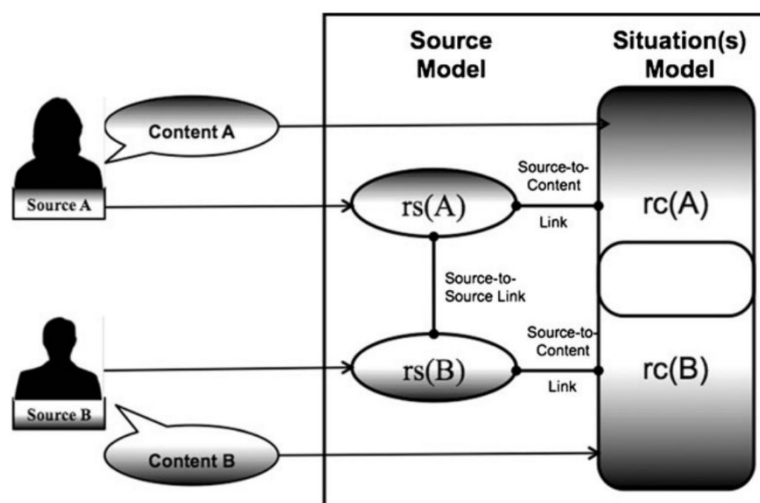 Source
Model
Situation(s)
Model
Content A
Source A
rs(A)
Source-to-
Content
Link
rc(A)
Source-to-
Source Link
Source B
rs(B)
Source-to-
Content
Link
rc(B)
Content B